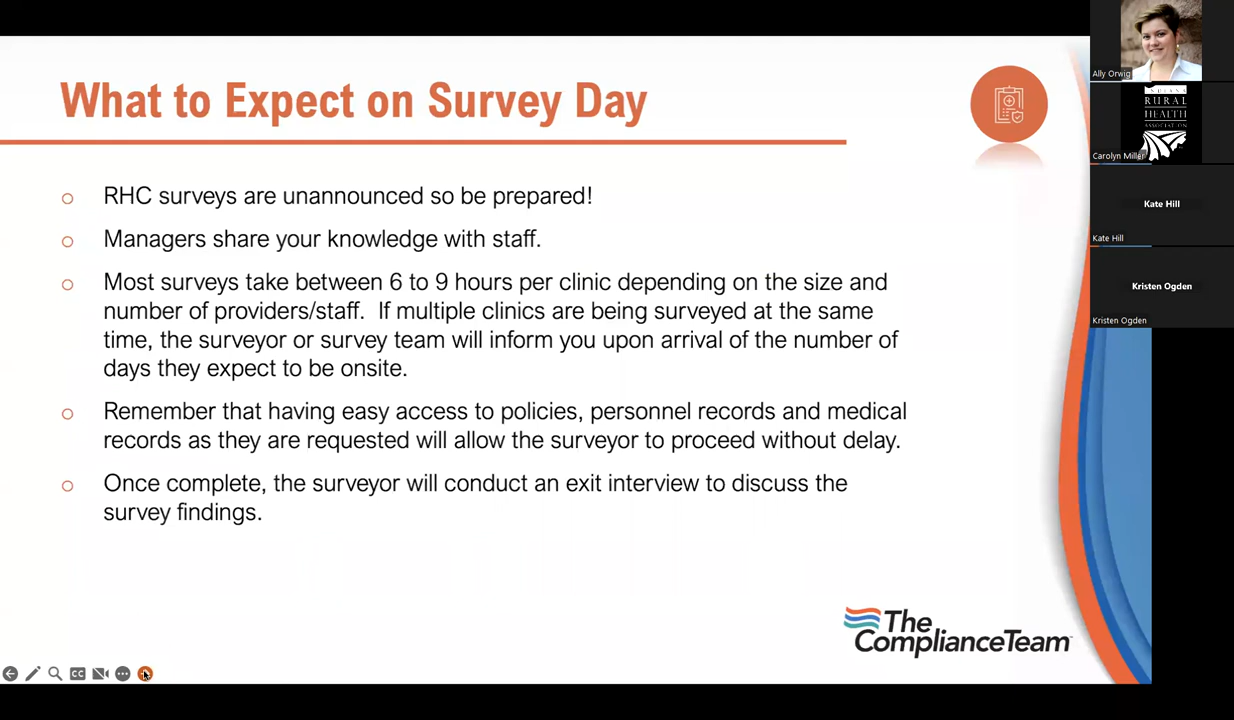 What to Expect on Survey Day
RHC surveys are unannounced so be prepared!
Managers share your knowledge with staff.
Most surveys take between 6 to 9 hours per clinic depending on the size and
number of providers/staff. If multiple clinics are being surveyed at the same
time, the surveyor or survey team will inform you upon arrival of the number of
days they expect to be onsite.
Remember that having easy access to policies, personnel records and medical
records as they are requested will allow the surveyor to proceed without delay.
Once complete, the surveyor will conduct an exit interview to discuss the
survey findings.
The
ComplianceTeam
CC
Ally Orwig
RURAL
HEALTH
ASSOCIATION
Carolyn Miller
Kate Hill
Kate Hill
Kristen Ogden
Kristen Ogden